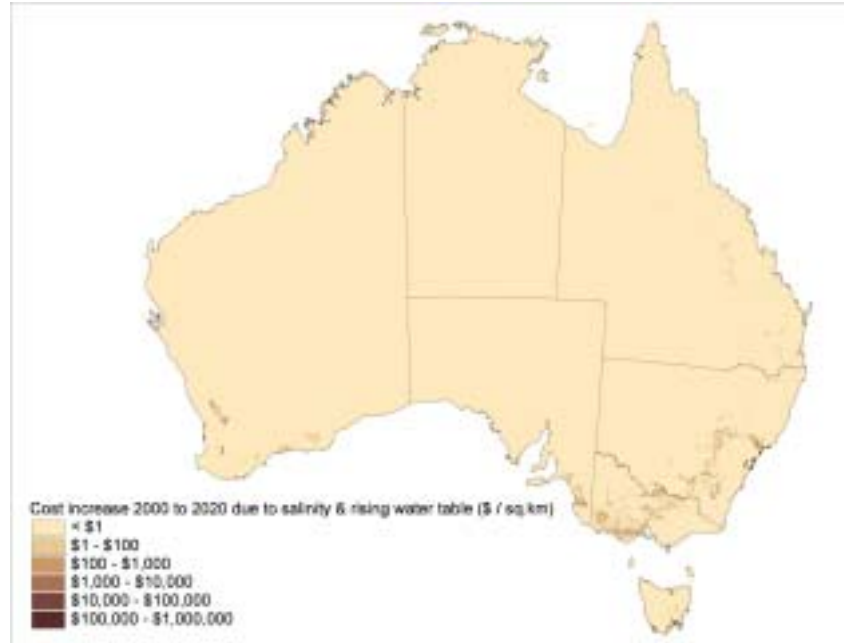 Cost increase 2000 to 2020 due to salinity & rising water table ($ / sq.km)
< $1
$1 - $100
$100 - $1,000
$1,000 - $10,000
$10,000 - $100,000
$100,000 - $1,000,000